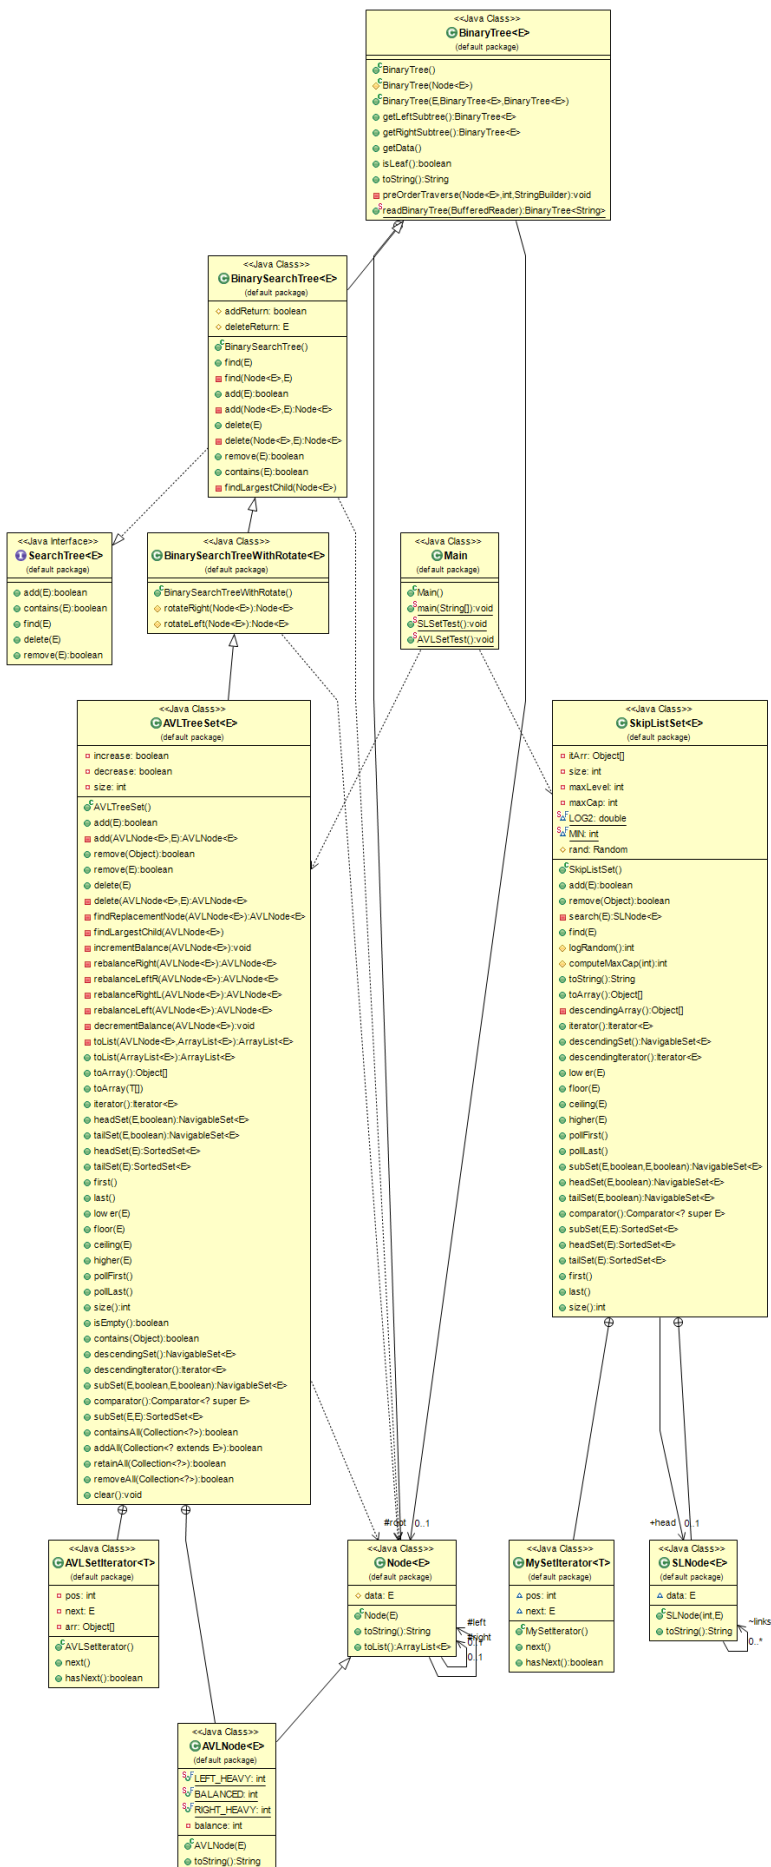 <<Java Class>>
BinaryTree<E>
(default package)
BinaryTree()
BinaryTree(Node<E>)
BinaryTree(E,BinaryTree<E>,BinaryTree<E>)
getLeftSubtree():BinaryTree<E>
getRightSubtree():BinaryTree<E>
getData()
isLeaf():boolean
toString():String
preOrderTraverse(Node<E>,int,StringBuilder):void
readBinaryTree(BufferedReader):BinaryTree<String>
<<Java Class>>
BinarySearchTree<E>
(default package)
addReturn: boolean
deleteReturn: E
BinarySearchTree()
find(E)
find(Node<E>,E)
add(E):boolean
add(Node<E>,E):Node<E>
delete(E)
delete(Node<E>,E):Node<E>
remove(E):boolean
contains(E):boolean
findLargestChild(Node<E>)
<<Java Interface>>
SearchTree<E>
(default package)
add(E):boolean
contains(E):boolean
find(E)
delete(E)
remove(E):boolean
<<Java Class>>
BinarySearchTreeWithRotate<E>
(default package)
BinarySearchTreeWithRotate()
rotateRight(Node<E>):Node<E>
rotateLeft(Node<E>):Node<E>
<<Java Class>>
Main
(default package)
Main()
main(String[]):void
SLSetTest():void
AVLSetTest():void
<<Java Class>>
AVLTreeSet<E>
(default package)
increase: boolean
decrease: boolean
size: int
AVLTreeSet()
add(E):boolean
add(AVLNode<E>,E):AVLNode<E>
remove(Object):boolean
remove(E):boolean
delete(E)
delete(AVLNode<E>,E):AVLNode<E>
findReplacementNode(AVLNode<E>):AVLNode<E>
findLargestChild(AVLNode<E>)
incrementBalance(AVLNode<E>):void
rebalanceRight(AVLNode<E>):AVLNode<E>
rebalanceLeftR(AVLNode<E>):AVLNode<E>
rebalanceRightL(AVLNode<E>):AVLNode<E>
rebalanceLeft(AVLNode<E>):AVLNode<E>
decrementBalance(AVLNode<E>):void
toList(AVLNode<E>,ArrayList<E>):ArrayList<E>
toList(ArrayList<E>):ArrayList<E>
toArray():Object[]
toArray(T[])
iterator():Iterator<E>
headSet(E,boolean):NavigableSet<E>
tailSet(E,boolean):NavigableSet<E>
headSet(E):SortedSet<E>
tailSet(E):SortedSet<E>
first()
last()
lower(E)
floor(E)
ceiling(E)
higher(E)
pollFirst()
pollLast()
size():int
isEmpty():boolean
contains(Object):boolean
descendingSet():NavigableSet<E>
descendingIterator():Iterator<E>
subSet(E,boolean,E,boolean):NavigableSet<E>
comparator():Comparator<? super E>
subSet(E,E):SortedSet<E>
containsAll(Collection<?>):boolean
addAll(Collection<? extends E>):boolean
retainAll(Collection<?>):boolean
removeAll(Collection<?>):boolean
clear():void
<<Java Class>>
SkipListSet<E>
(default package)
itArr: Object[]
size: int
maxLevel: int
maxCap: int
LOG2: double
MIN: int
rand: Random
SkipListSet()
add(E):boolean
remove(Object):boolean
search(E):SLNode<E>
find(E)
logRandom():int
computeMaxCap(int):int
toString():String
toArray():Object[]
descendingArray():Object[]
iterator():Iterator<E>
descendingSet():NavigableSet<E>
descendingIterator():Iterator<E>
lower(E)
floor(E)
ceiling(E)
higher(E)
pollFirst()
pollLast()
subSet(E,boolean,E,boolean):NavigableSet<E>
headSet(E,boolean):NavigableSet<E>
tailSet(E,boolean):NavigableSet<E>
comparator():Comparator<? super E>
subSet(E,E):SortedSet<E>
headSet(E):SortedSet<E>
tailSet(E):SortedSet<E>
first()
last()
size():int
#root 0..1
+head 0..1
<<Java Class>>
AVLSetIterator<T>
(default package)
pos: int
next: E
arr: Object[]
AVLSetIterator()
next()
hasNext():boolean
<<Java Class>>
Node<E>
(default package)
data: E
Node(E)
toString():String
toList():ArrayList<E>
#left
#right
0..1
0..1
<<Java Class>>
MySetIterator<T>
(default package)
pos: int
next: E
MySetIterator()
next()
hasNext():boolean
<<Java Class>>
SLNode<E>
(default package)
data: E
SLNode(int,E)
toString():String
~links
0..*
<<Java Class>>
AVLNode<E>
(default package)
LEFT_HEAVY: int
BALANCED: int
RIGHT_HEAVY: int
balance: int
AVLNode(E)
toString():String